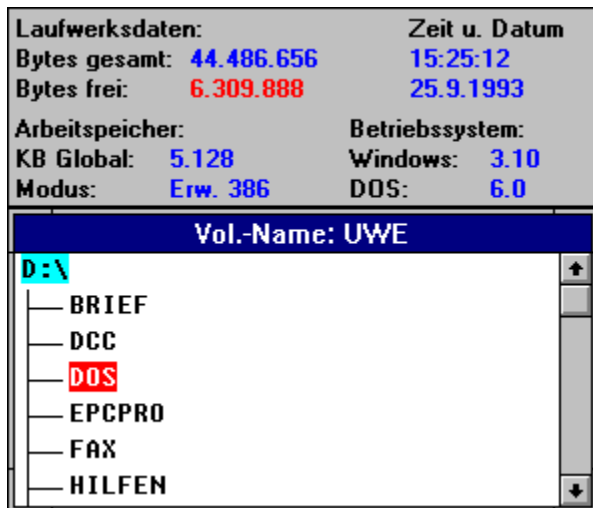 Laufwerksdaten: Zeit u. Datum
Bytes gesamt: 44.486.656 15:25:12
Bytes frei: 6.309.888 25.9.1993
Arbeitspeicher: Betriebssystem:
KB Global: 5.128 Windows: 3.10
Modus: Erw. 386 DOS: 6.0
Vol.-Name: UWE
D:\
BRIEF
DCC
DOS
EPCPRO
FAX
HILFEN